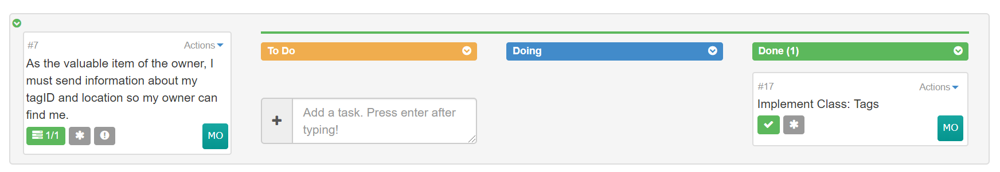 #7 Actions
As the valuable item of the owner, I
must send information about my
tagID and location so my owner can
find me.
1/1 MO
To Do
Add a task. Press enter after
typing!
Doing
Done (1)
#17 Actions
Implement Class: Tags
MO